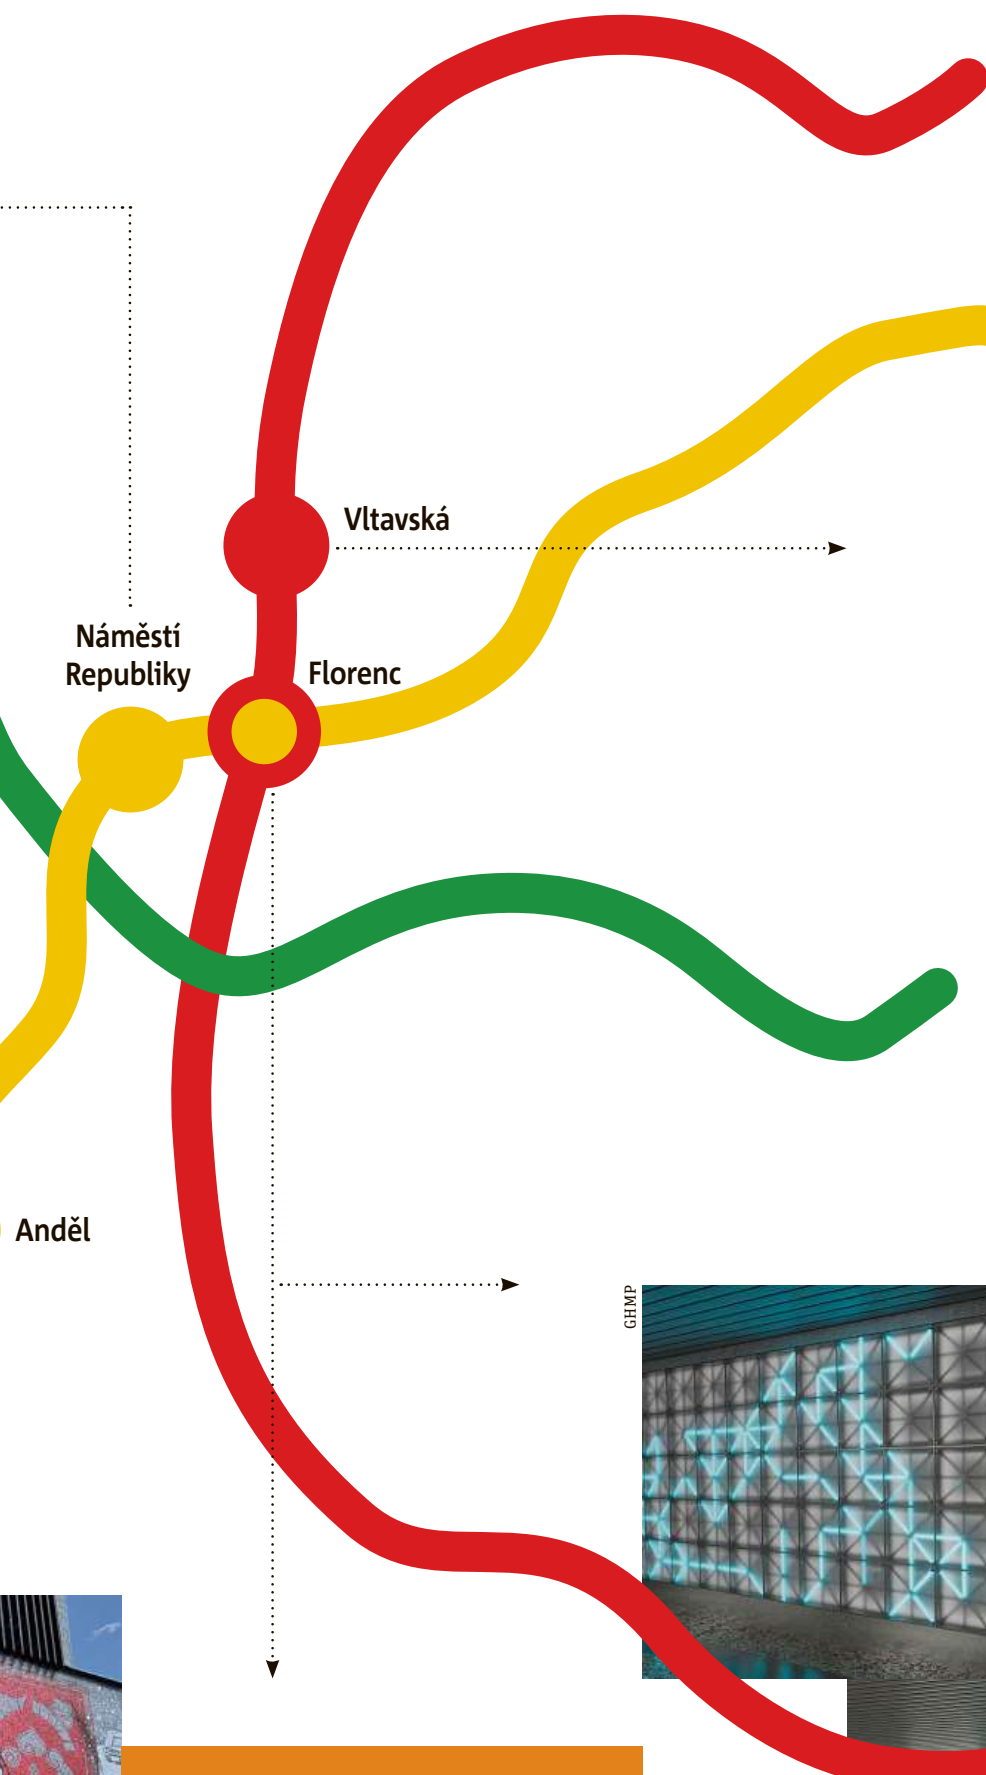 Vltavská
Náměstí
Republiky
Florenc
Anděl
GHMP